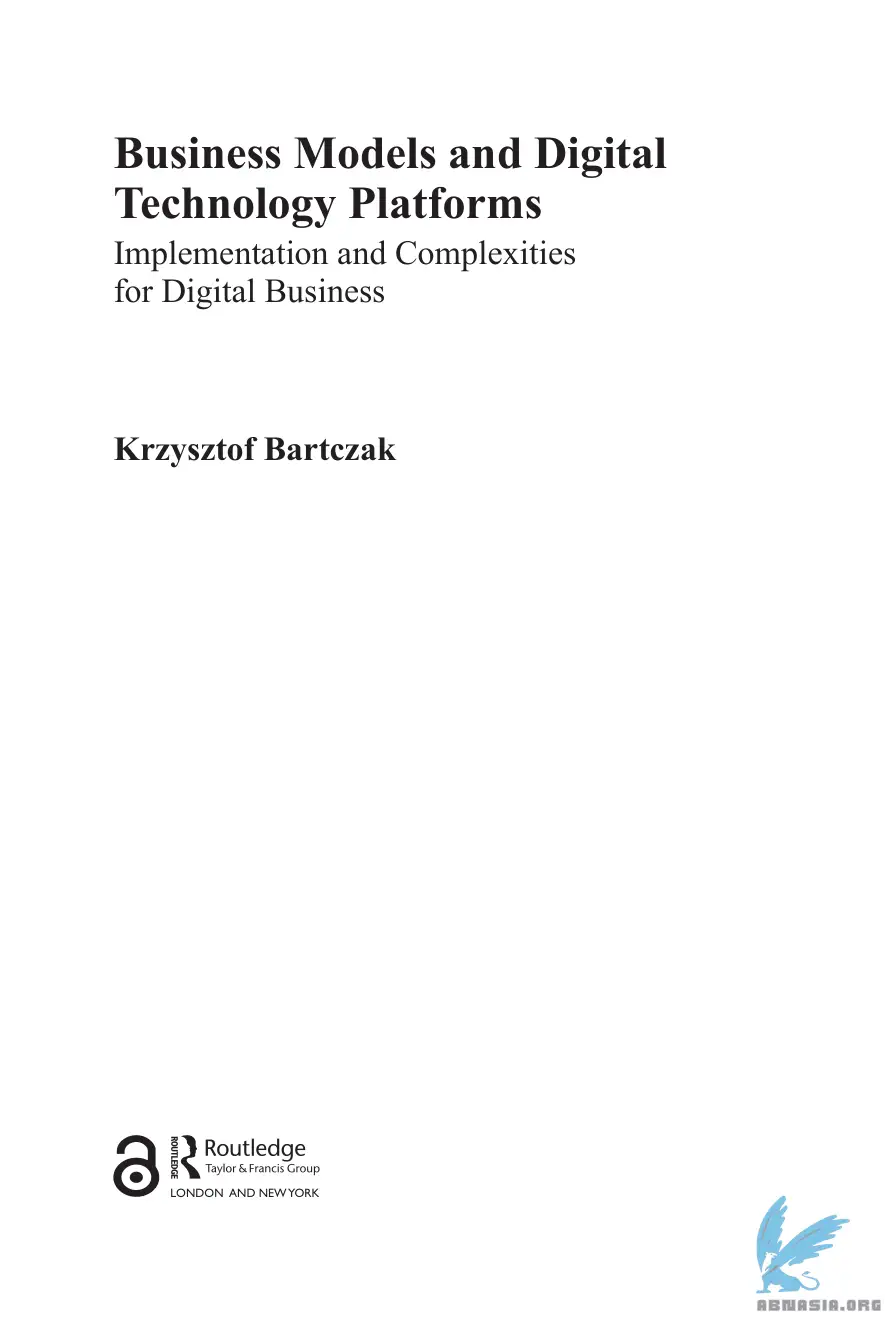 Business Models and Digital
Technology Platforms
Implementation and Complexities
for Digital Business
Krzysztof Bartczak
ROUTLEDGE
Routledge
Taylor & Francis Group
LONDON AND NEW YORK
ABNASIA.ORG